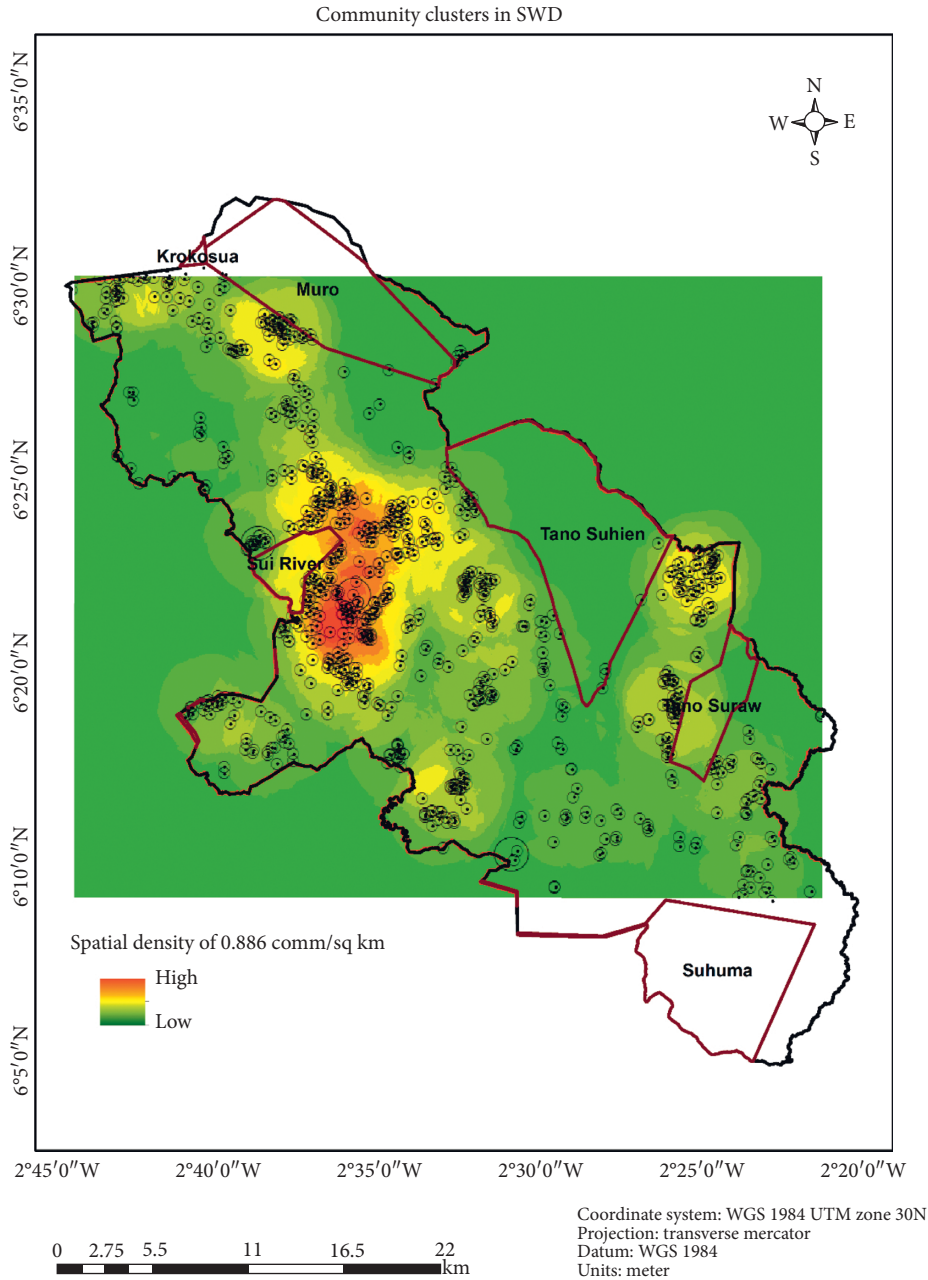 Community clusters in SWD
6°35′0″N
6°30′0″N
6°25′0″N
6°20′0″N
6°10′0″N
6°5′0″N
N
W
E
S
Krokosua
Muro
Tano Suhien
Sui River
Tano Suraw
Suhuma
Spatial density of 0.886 comm/sq km
High
Low
2°45′0″W 2°40′0″W 2°35′0″W 2°30′0″W 2°25′0″W 2°20′0″W
0 2.75 5.5 11 16.5 22
km
Coordinate system: WGS 1984 UTM zone 30N
Projection: transverse mercator
Datum: WGS 1984
Units: meter